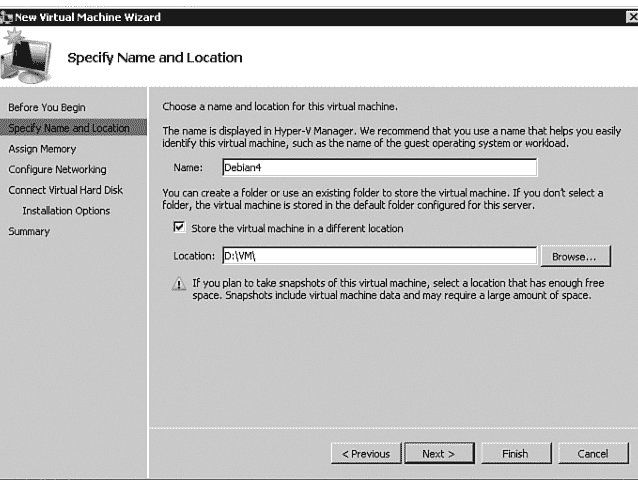 New Virtual Machine Wizard
Specify Name and Location
Before You Begin
Specify Name and Location
Assign Memory
Configure Networking
Connect Virtual Hard Disk
Installation Options
Summary
Choose a name and location for this virtual machine.
The name is displayed in Hyper-V Manager. We recommend that you use a name that helps you easily
identify this virtual machine, such as the name of the guest operating system or workload.
Name: Debian4
You can create a folder or use an existing folder to store the virtual machine. If you don't select a
folder, the virtual machine is stored in the default folder configured for this server.
Store the virtual machine in a different location
Location: D:\VM\ Browse...
If you plan to take snapshots of this virtual machine, select a location that has enough free
space. Snapshots include virtual machine data and may require a large amount of space.
< Previous Next > Finish Cancel